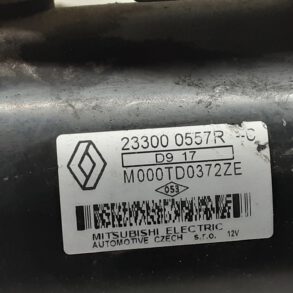 23300 0557R -C
D9 17
M000TD0372ZE
053
MITSUBISHI ELECTRIC
AUTOMOTIVE CZECH s.r.o. 12V